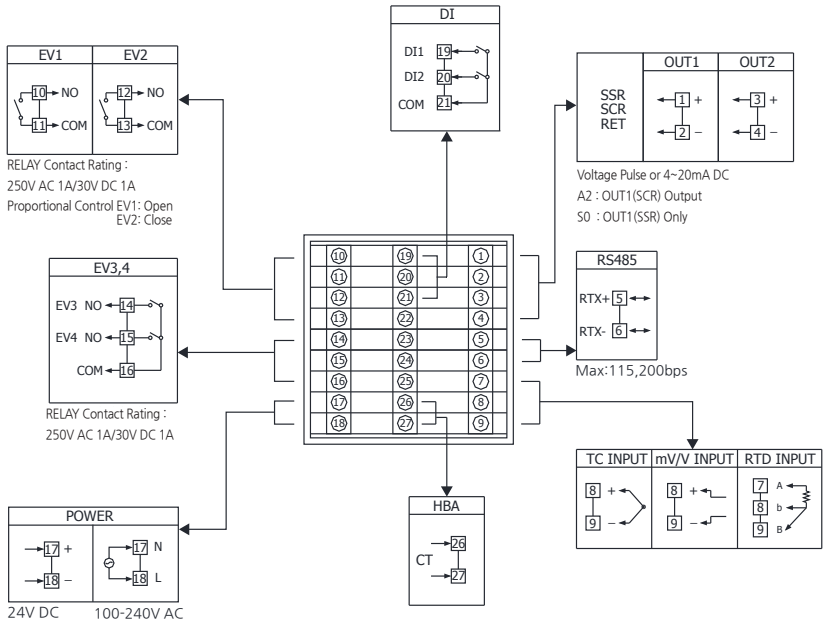 DI
DI1 19
DI2 20
COM 21
EV1 EV2
10 NO 12 NO
11 COM 13 COM
RELAY Contact Rating :
250V AC 1A/30V DC 1A
Proportional Control EV1: Open
EV2: Close
SSR
SCR
RET
OUT1 OUT2
1 + 3 +
2 − 4 −
Voltage Pulse or 4~20mA DC
A2 : OUT1(SCR) Output
S0 : OUT1(SSR) Only
10 19 1
11 20 2
12 21 3
13 22 4
14 23 5
15 24 6
16 25 7
17 26 8
18 27 9
EV3,4
EV3 NO 14
EV4 NO 15
COM 16
RELAY Contact Rating :
250V AC 1A/30V DC 1A
RS485
RTX+ 5
RTX- 6
Max:115,200bps
POWER
17 + 17 N
18 − 18 L
24V DC 100-240V AC
HBA
CT
26
27
TC INPUT mV/V INPUT RTD INPUT
8 + 8 + 7 A
9 − 9 − 8 b
9 B